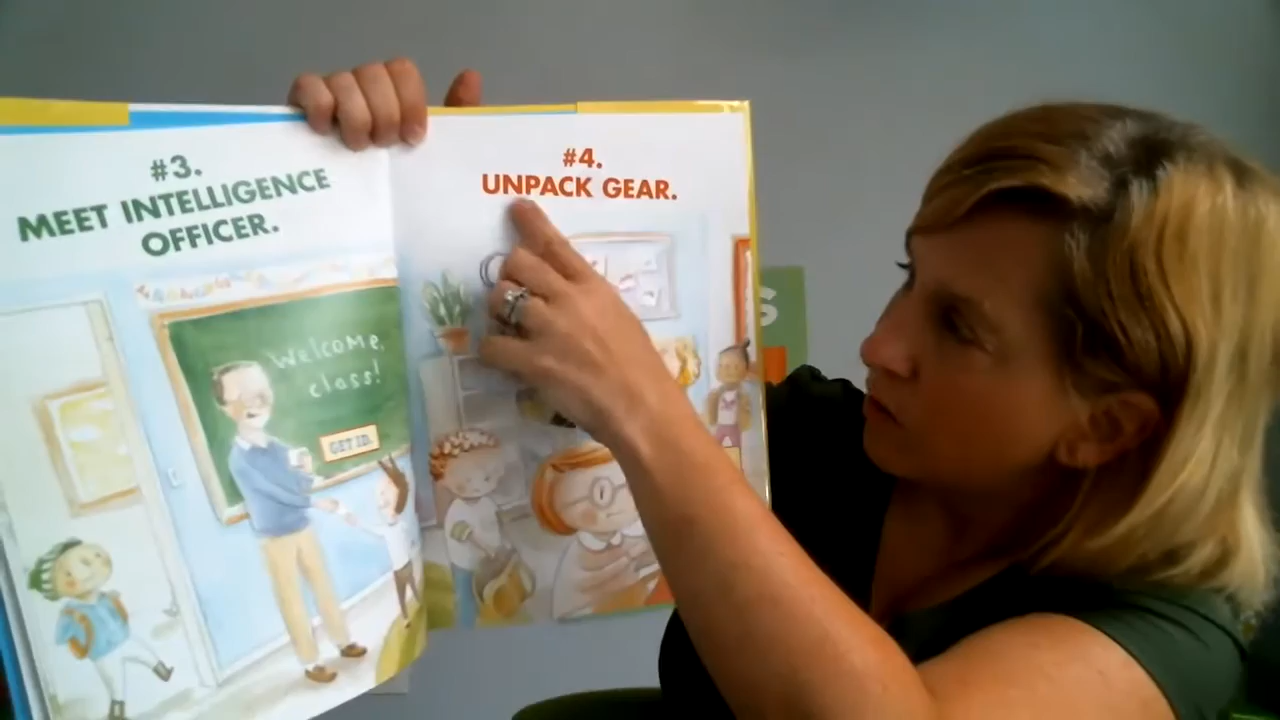 #3.
MEET INTELLIGENCE
OFFICER.
Welcome,
class!
GET ID.
#4.
UNPACK GEAR.
S